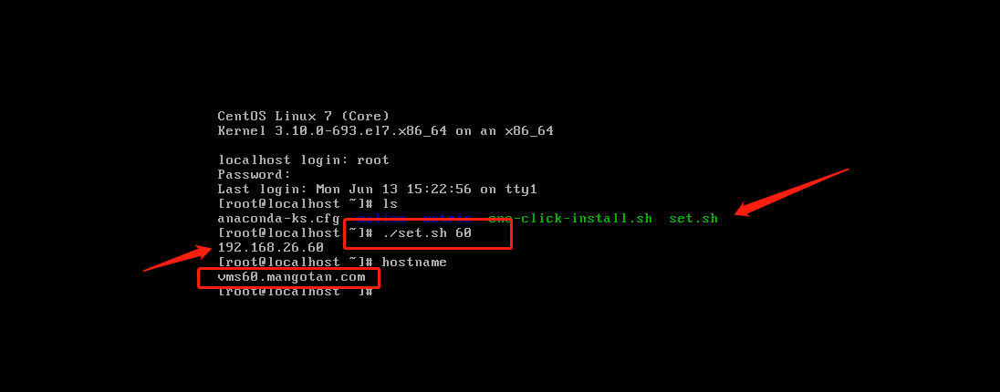 CentOS Linux 7 (Core)
Kernel 3.10.0-693.el7.x86_64 on an x86_64
localhost login: root
Password:
Last login: Mon Jun 13 15:22:56 on tty1
[root@localhost ~]# ls
anaconda-ks.cfg one-click-install.sh set.sh
[root@localhost ~]# ./set.sh 60
192.168.26.60
[root@localhost ~]# hostname
vms60.mangotan.com
[root@localhost ~]#